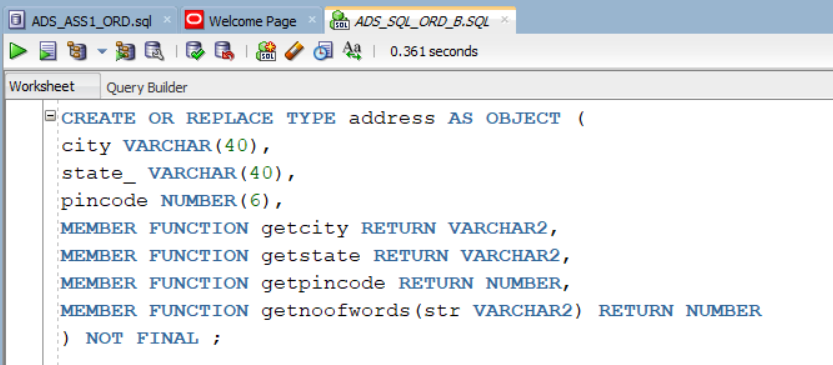 ADS_ASS1_ORD.sql × Welcome Page × ADS_SQL_ORD_B.SQL ×
0.361 seconds
Worksheet Query Builder
CREATE OR REPLACE TYPE address AS OBJECT (
city VARCHAR(40),
state_ VARCHAR(40),
pincode NUMBER(6),
MEMBER FUNCTION getcity RETURN VARCHAR2,
MEMBER FUNCTION getstate RETURN VARCHAR2,
MEMBER FUNCTION getpincode RETURN NUMBER,
MEMBER FUNCTION getnoofwords(str VARCHAR2) RETURN NUMBER
) NOT FINAL ;